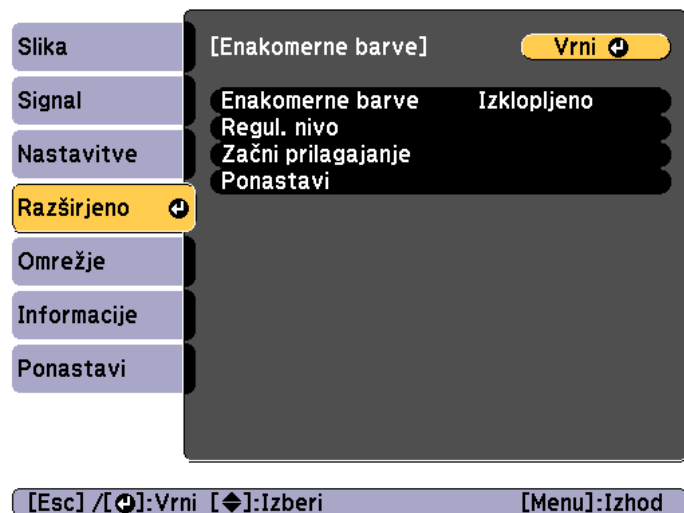 Slika
Signal
Nastavitve
Razširjeno
Omrežje
Informacije
Ponastavi
[Enakomerne barve] Vrni
Enakomerne barve Izklopljeno
Regul. nivo
Začni prilagajanje
Ponastavi
[Esc] /[ ]:Vrni [ ]:Izberi [Menu]:Izhod